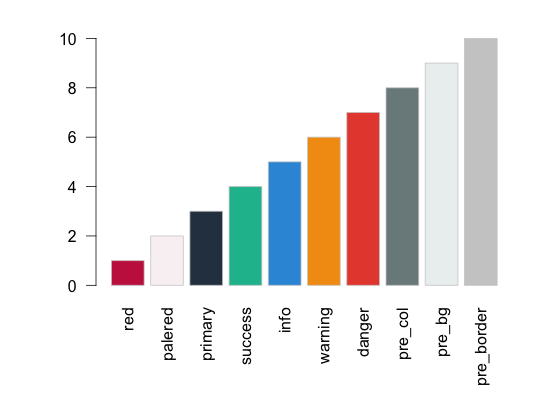 10
8
6
4
2
0
red
palered
primary
success
info
warning
danger
pre_col
pre_bg
pre_border